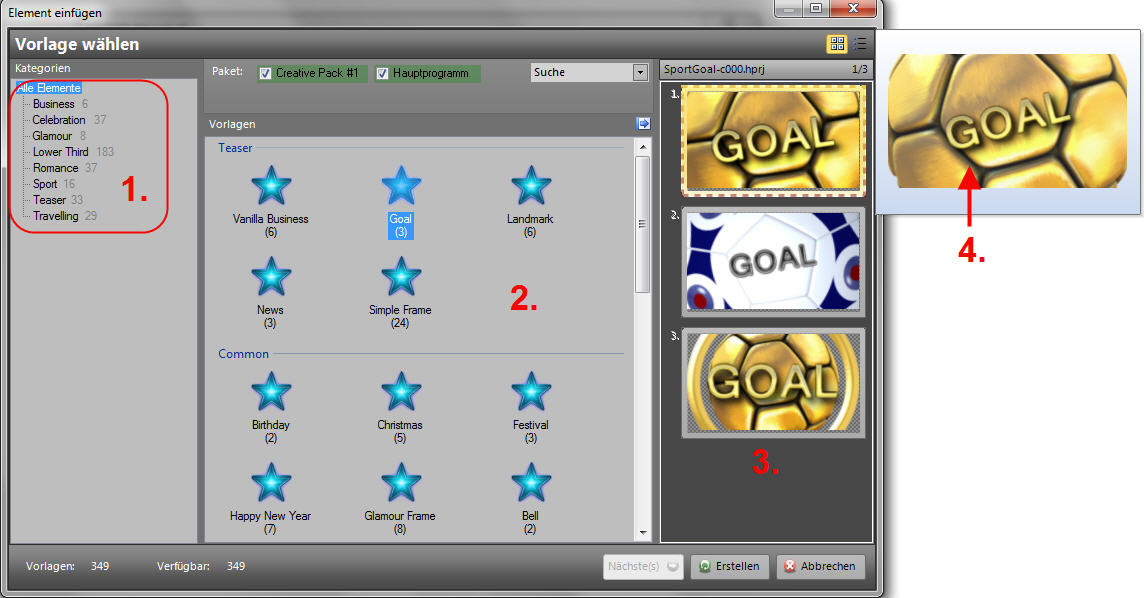 Element einfügen
Vorlage wählen
Kategorien
Alle Elemente
Business 6
Celebration 37
Glamour 8
Lower Third 183
Romance 37
Sport 16
Teaser 33
Travelling 29
1.
Paket: Creative Pack #1 Hauptprogramm Suche
Vorlagen
Teaser
Vanilla Business Goal Landmark
(6) (3) (6)
News Simple Frame
(3) (24)
2.
Common
Birthday Christmas Festival
(2) (5) (3)
Happy New Year Glamour Frame Bell
(7) (8) (2)
SportGoal-c000.hprj 1/3
1.
GOAL
2.
GOAL
3.
GOAL
3.
GOAL
4.
Vorlagen: 349 Verfügbar: 349
Nächste(s) Erstellen Abbrechen